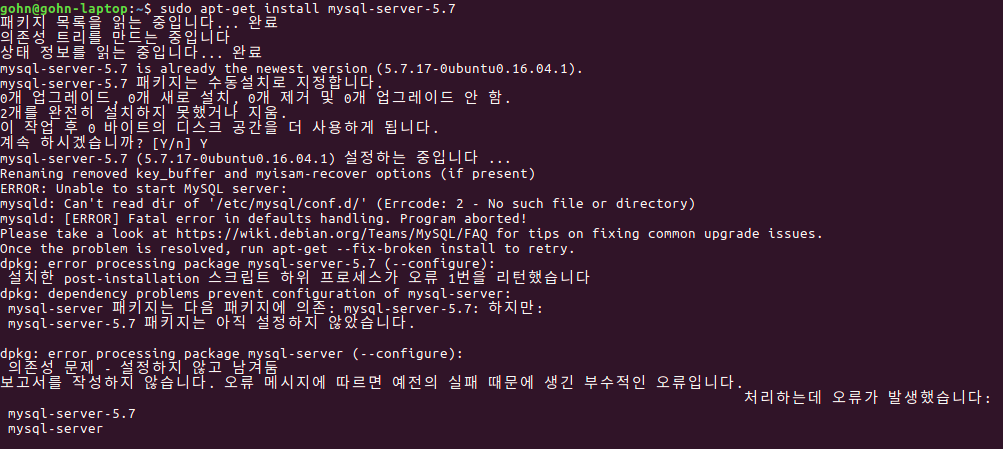 gohn@gohn-laptop:~$ sudo apt-get install mysql-server-5.7
패키지 목록을 읽는 중입니다... 완료
의존성 트리를 만드는 중입니다
상태 정보를 읽는 중입니다... 완료
mysql-server-5.7 is already the newest version (5.7.17-0ubuntu0.16.04.1).
mysql-server-5.7 패키지는 수동설치로 지정합니다.
0개 업그레이드, 0개 새로 설치, 0개 제거 및 0개 업그레이드 안 함.
2개를 완전히 설치하지 못했거나 지움.
이 작업 후 0 바이트의 디스크 공간을 더 사용하게 됩니다.
계속 하시겠습니까? [Y/n] Y
mysql-server-5.7 (5.7.17-0ubuntu0.16.04.1) 설정하는 중입니다 ...
Renaming removed key_buffer and myisam-recover options (if present)
ERROR: Unable to start MySQL server:
mysqld: Can't read dir of '/etc/mysql/conf.d/' (Errcode: 2 - No such file or directory)
mysqld: [ERROR] Fatal error in defaults handling. Program aborted!
Please take a look at https://wiki.debian.org/Teams/MySQL/FAQ for tips on fixing common upgrade issues.
Once the problem is resolved, run apt-get --fix-broken install to retry.
dpkg: error processing package mysql-server-5.7 (--configure):
 설치한 post-installation 스크립트 하위 프로세스가 오류 1번을 리턴했습니다
dpkg: dependency problems prevent configuration of mysql-server:
 mysql-server 패키지는 다음 패키지에 의존: mysql-server-5.7: 하지만:
 mysql-server-5.7 패키지는 아직 설정하지 않았습니다.
dpkg: error processing package mysql-server (--configure):
 의존성 문제 - 설정하지 않고 남겨둠
보고서를 작성하지 않습니다. 오류 메시지에 따르면 예전의 실패 때문에 생긴 부수적인 오류입니다.
처리하는데 오류가 발생했습니다:
 mysql-server-5.7
 mysql-server